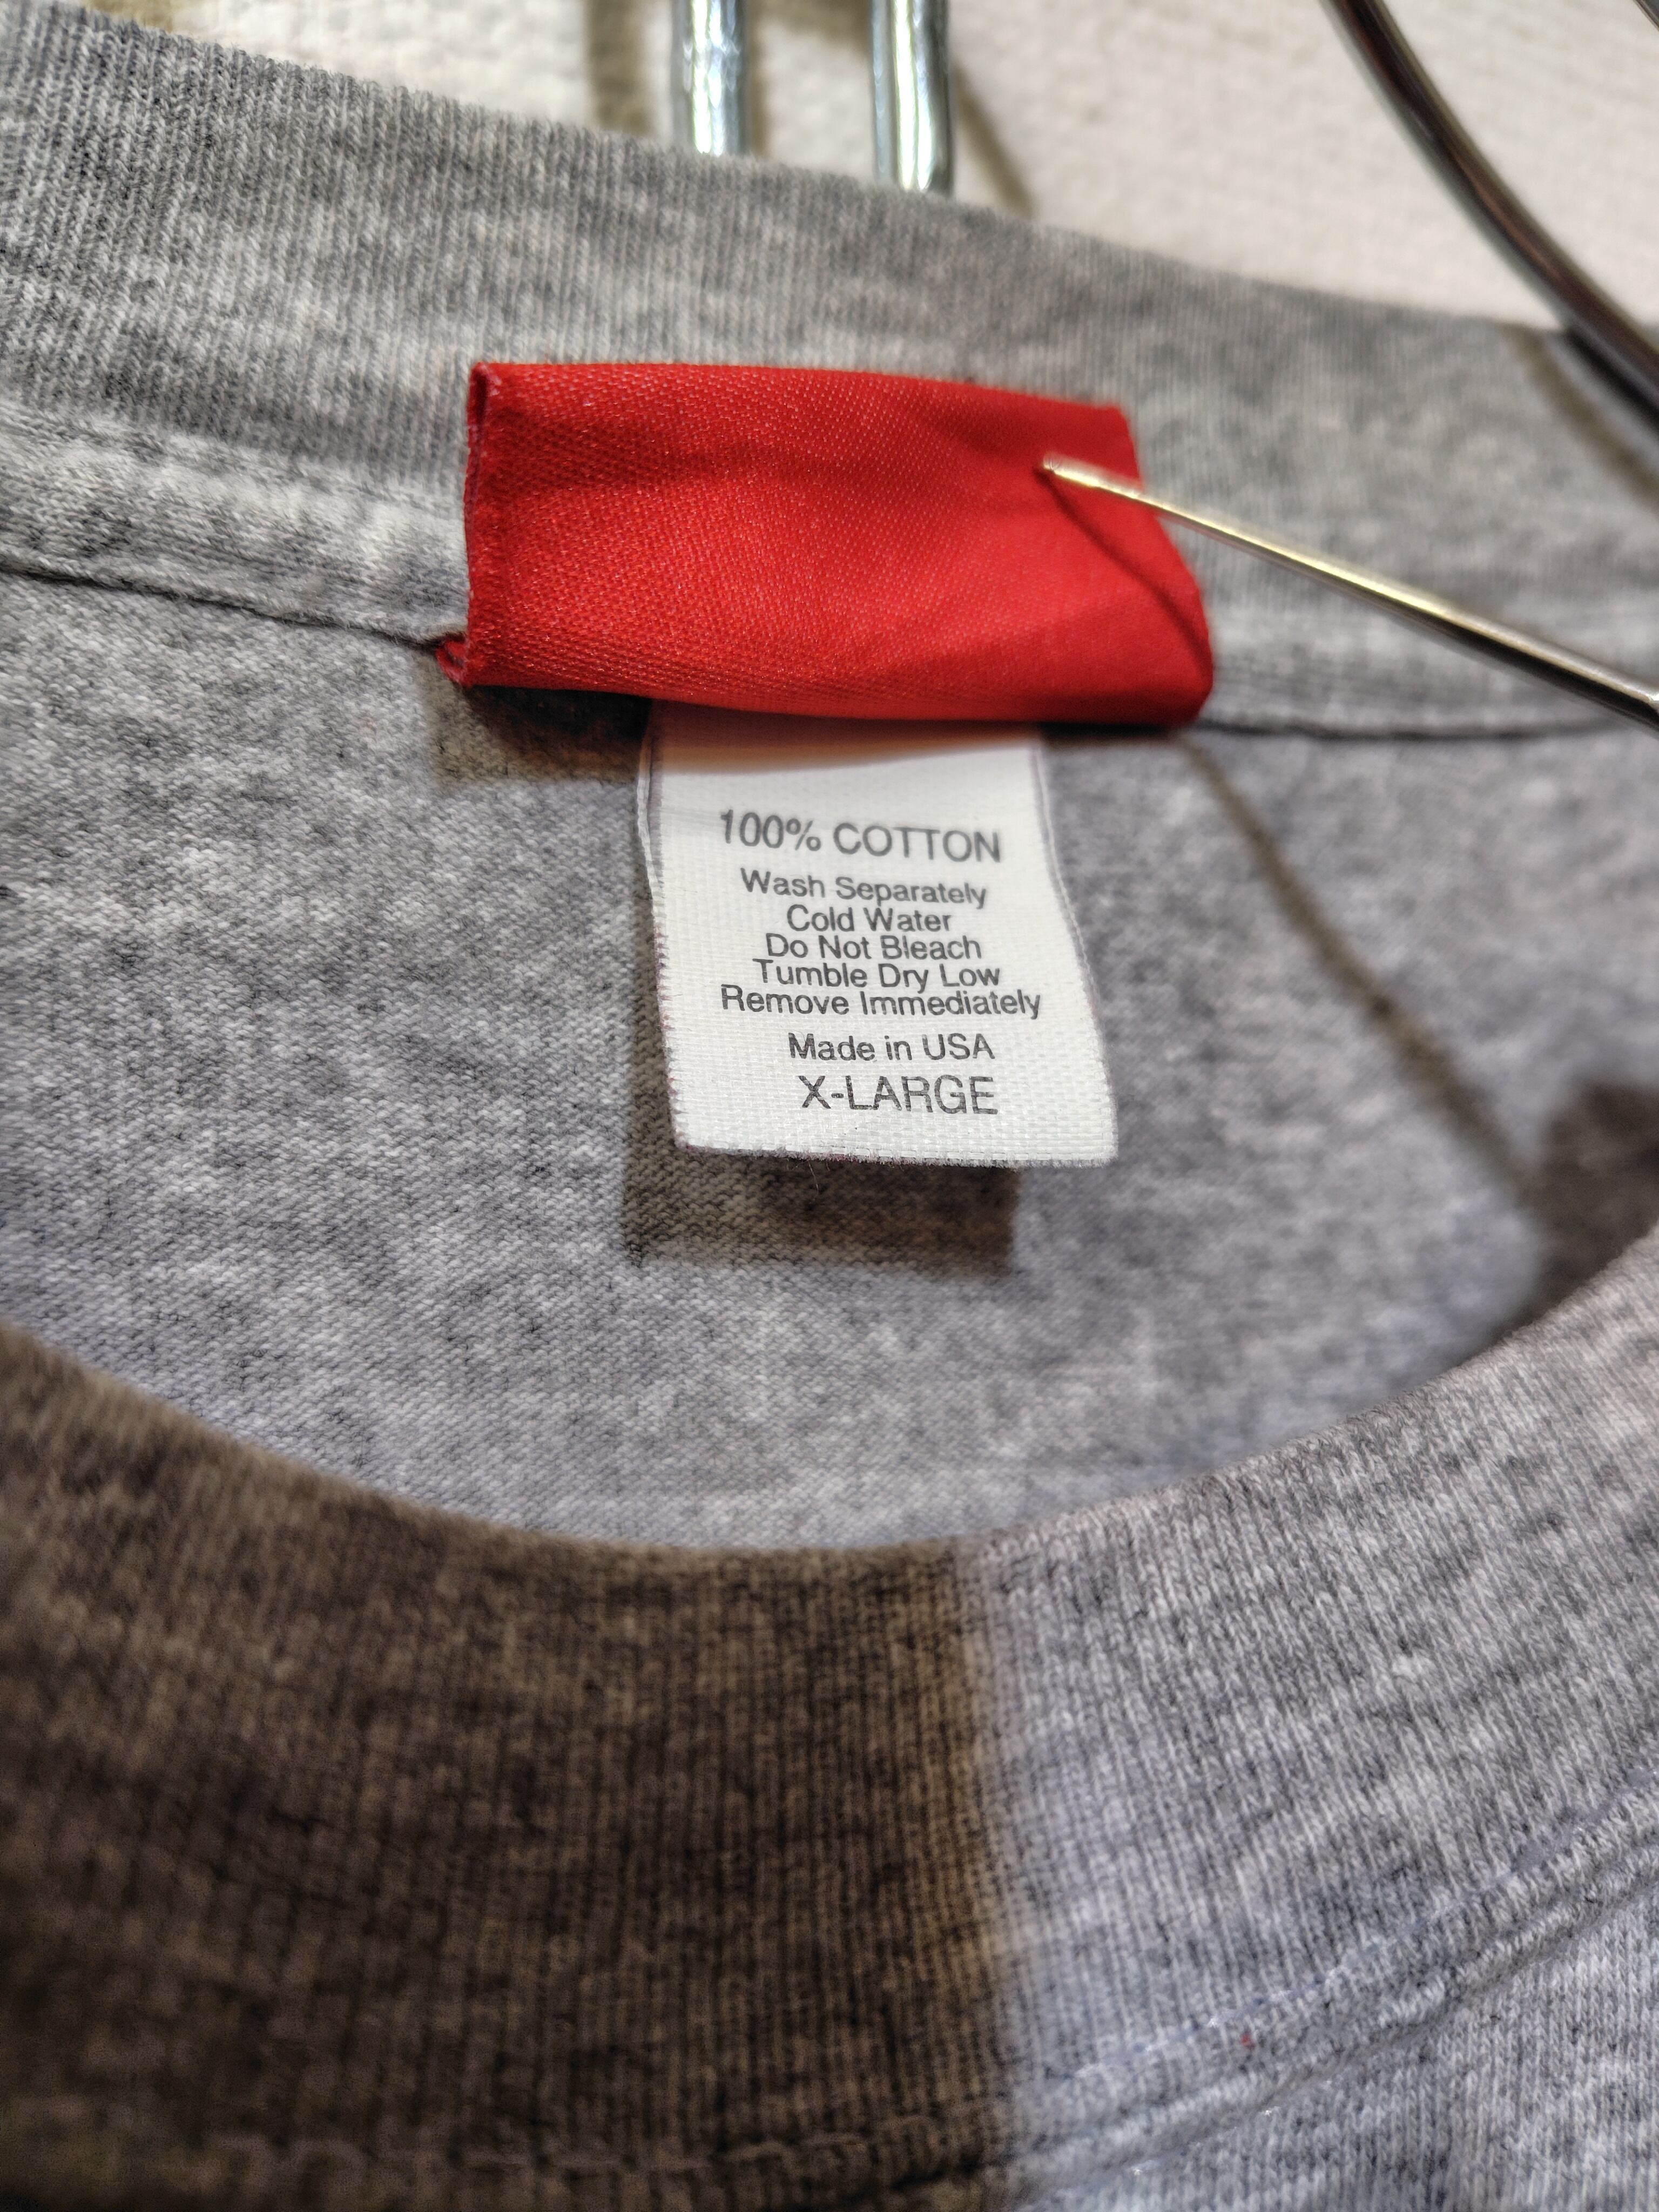 100% COTTON
Wash Separately
Cold Water
Do Not Bleach
Tumble Dry Low
Remove Immediately
Made in USA
X-LARGE